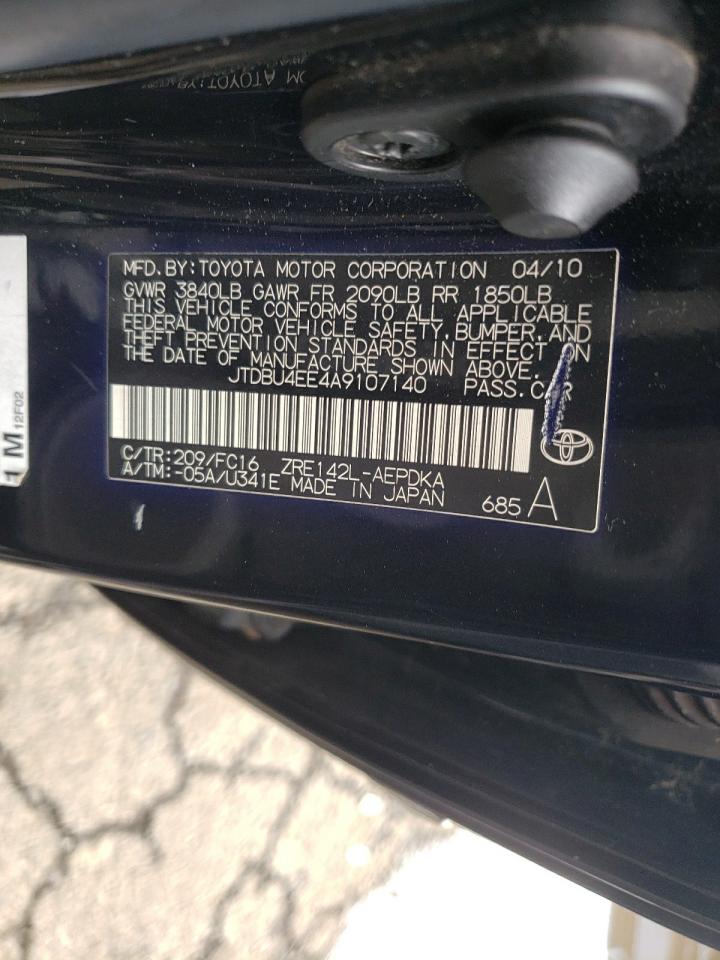 MFD.BY:TOYOTA MOTOR CORPORATION 04/10
GVWR 3840LB GAWR FR 2090LB RR 1850LB
THIS VEHICLE CONFORMS TO ALL APPLICABLE
FEDERAL MOTOR VEHICLE SAFETY,BUMPER,AND
THEFT PREVENTION STANDARDS IN EFFECT ON
THE DATE OF MANUFACTURE SHOWN ABOVE.
JTDBU4EE4A9107140 PASS.CAR
C/TR:209/FC16 ZRE142L-AEPDKA
A/TM:-05A/U341E MADE IN JAPAN 685 A
1 M 12F02